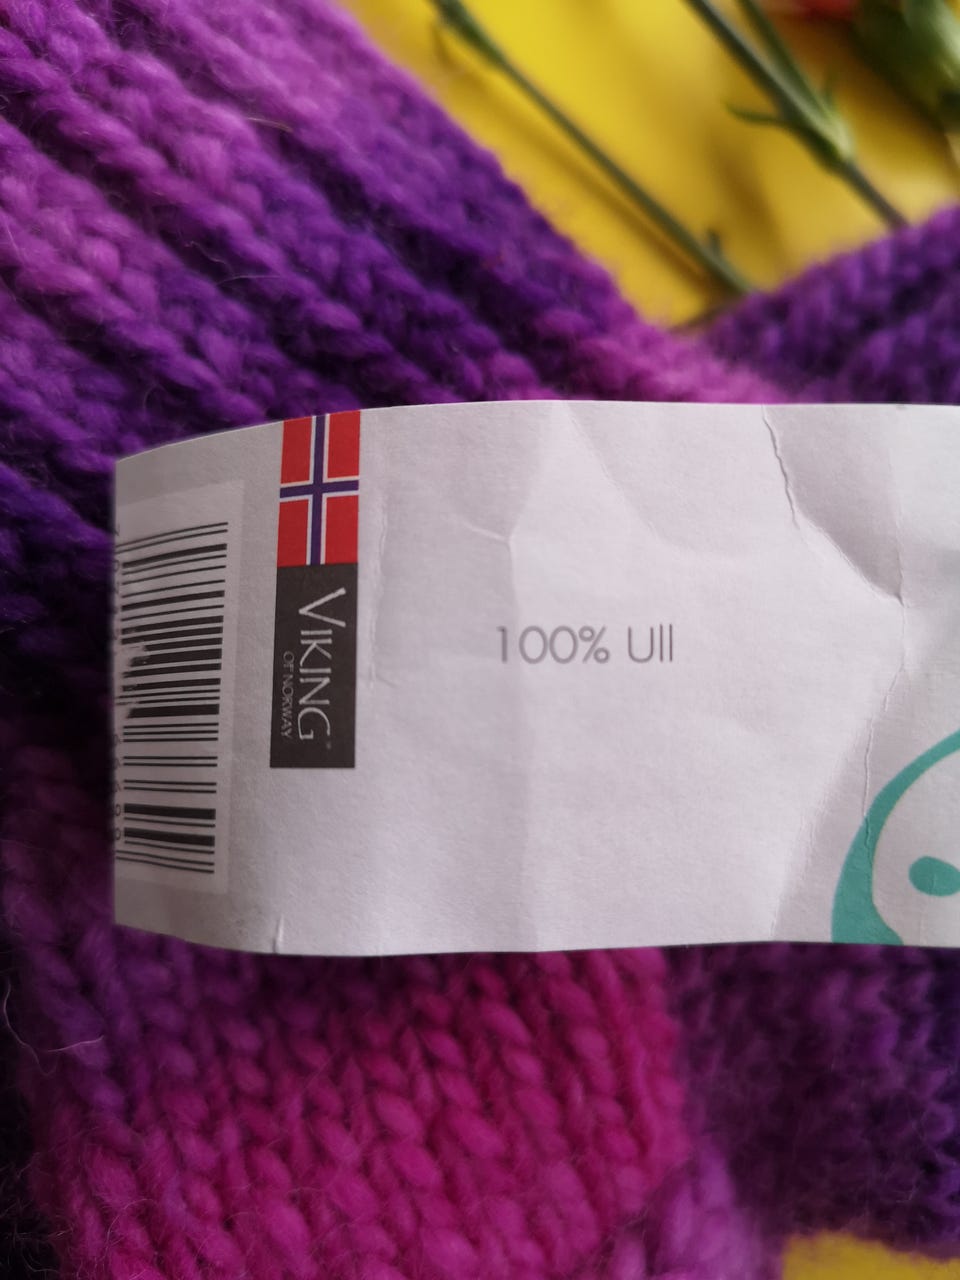 VIKING
OF NORWAY
100% Ull